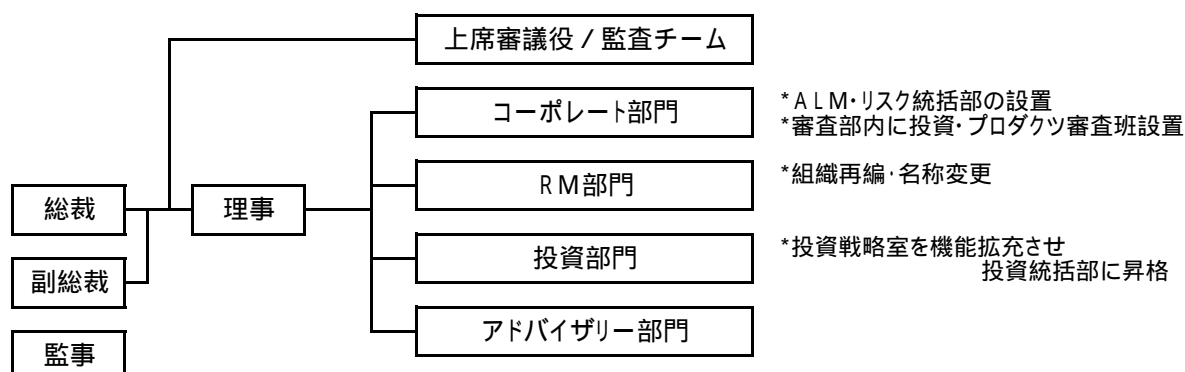 上席審議役 / 監査チーム
コーポレート部門
*ALM・リスク統括部の設置
*審査部内に投資・プロダクツ審査班設置
RM部門
*組織再編・名称変更
総裁
理事
投資部門
*投資戦略室を機能拡充させ
投資統括部に昇格
副総裁
アドバイザリー部門
監事